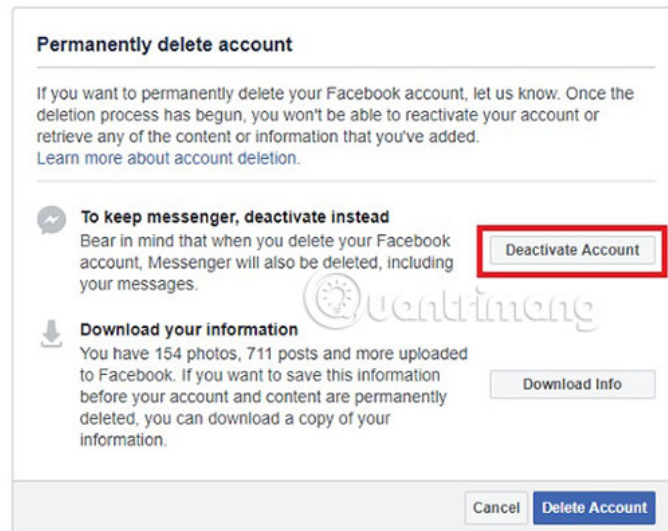 Permanently delete account
If you want to permanently delete your Facebook account, let us know. Once the
deletion process has begun, you won't be able to reactivate your account or
retrieve any of the content or information that you've added.
Learn more about account deletion.
To keep messenger, deactivate instead
Bear in mind that when you delete your Facebook
account, Messenger will also be deleted, including
your messages.
Deactivate Account
Quantrimang
Download your information
You have 154 photos, 711 posts and more uploaded
to Facebook. If you want to save this information
before your account and content are permanently
deleted, you can download a copy of your
information.
Download Info
Cancel
Delete Account